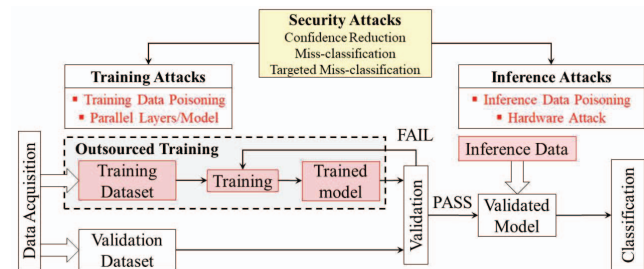 Security Attacks
Confidence Reduction
Miss-classification
Targeted Miss-classification
Training Attacks
▪ Training Data Poisoning
▪ Parallel Layers/Model
Inference Attacks
▪ Inference Data Poisoning
▪ Hardware Attack
Data Acquisition
Outsourced Training
Training
Dataset
Training
Trained
model
FAIL
Validation
Dataset
Validation
PASS
Inference Data
Validated
Model
Classification